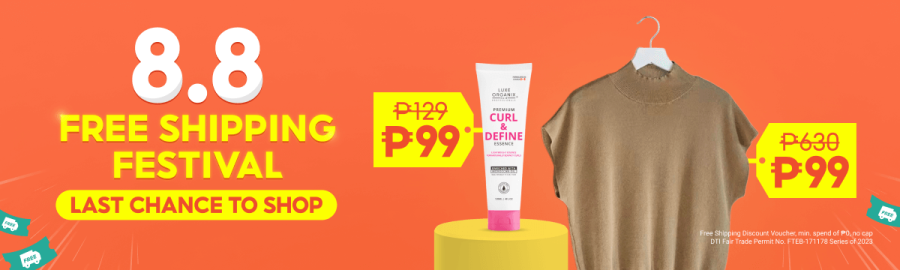 8.8
FREE SHIPPING
FESTIVAL
LAST CHANCE TO SHOP
₱129
₱99
LUXE
ORGANIX
PREMIUM
CURL
&
DEFINE
ESSENCE
₱630
₱99
Free Shipping Discount Voucher, min. spend of ₱0, no cap
DTI Fair Trade Permit No. FTEB-171178 Series of 2023
FREE
FREE
FREE